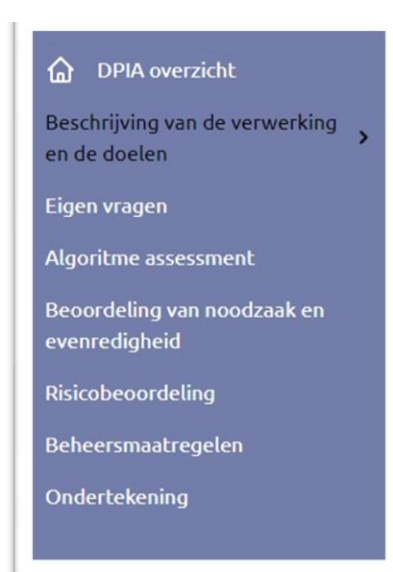 DPIA overzicht
Beschrijving van de verwerking
en de doelen
Eigen vragen
Algoritme assessment
Beoordeling van noodzaak en
evenredigheid
Risicobeoordeling
Beheersmaatregelen
Ondertekening